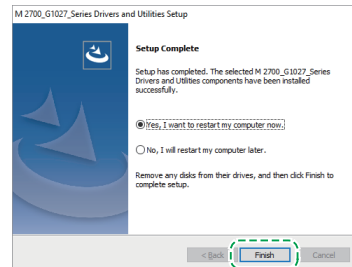 M 2700_G1027_Series Drivers and Utilities Setup
Setup Complete
Setup has completed. The selected M 2700_G1027_Series
Drivers and Utilities components have been installed
successfully.
Yes, I want to restart my computer now.
No, I will restart my computer later.
Remove any disks from their drives, and then click Finish to
complete setup.
< Back Finish Cancel